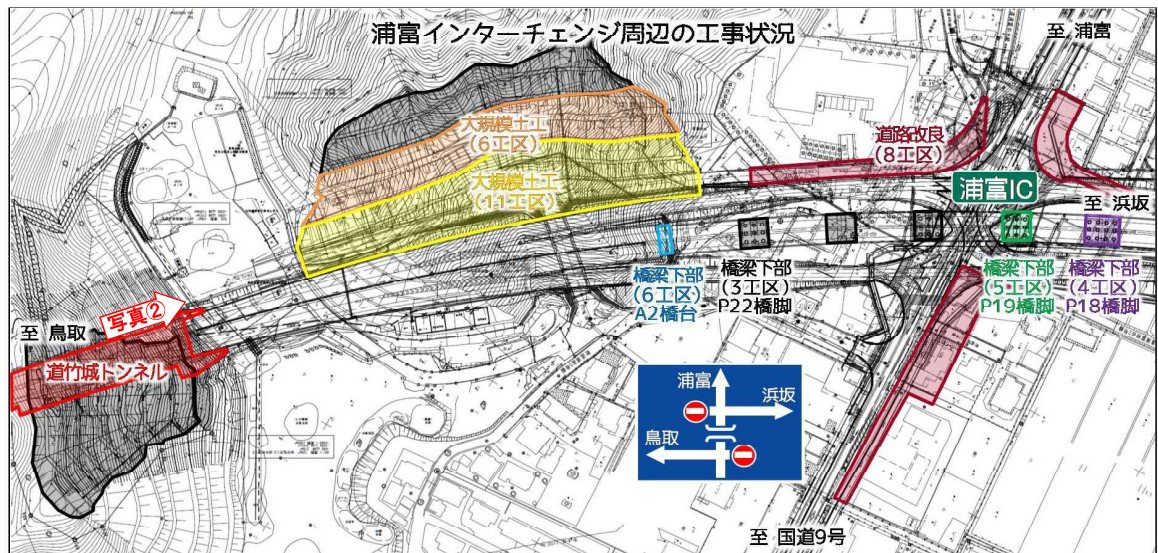 浦富インターチェンジ周辺の工事状況
至 浦富
大規模土工
(6工区)
大規模土工
(11工区)
道路改良
(8工区)
浦富IC
至 浜坂
橋梁下部
(6工区)
A2橋台
橋梁下部
(3工区)
P22橋脚
橋梁下部
(5工区)
P19橋脚
橋梁下部
(4工区)
P18橋脚
写真②
至 鳥取
道竹城トンネル
浦富
浜坂
鳥取
至 国道9号